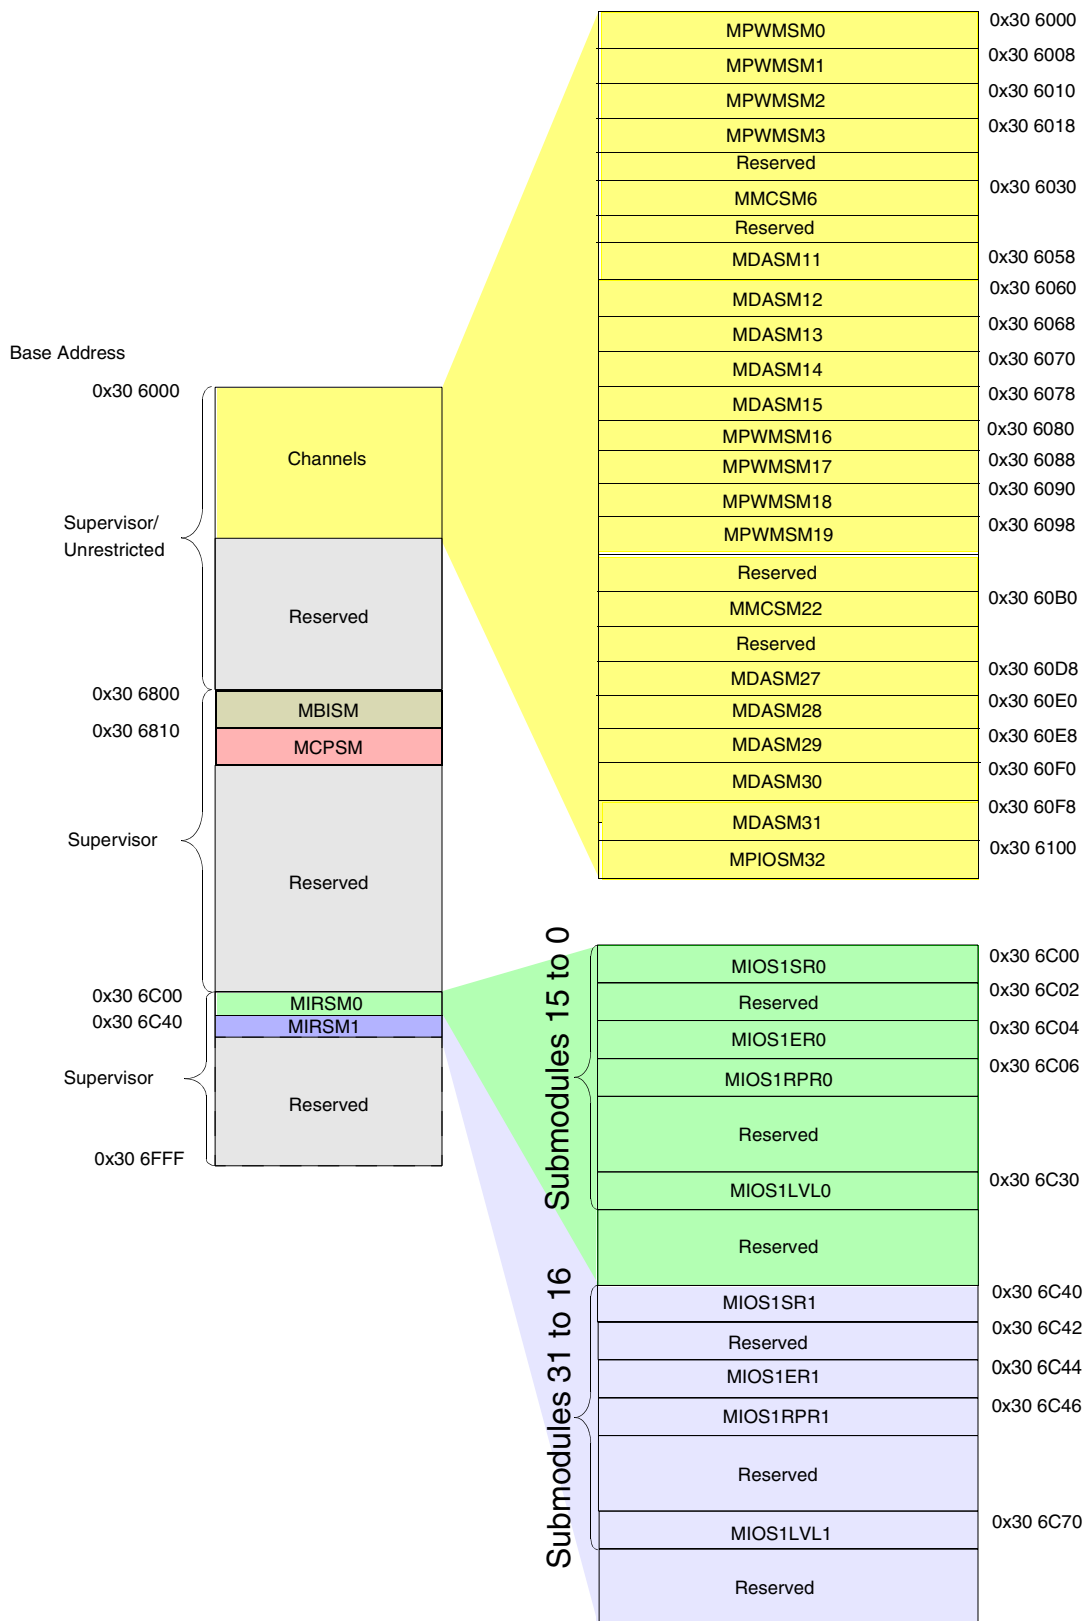 Base Address
0x30 6000
Channels
Supervisor/
Unrestricted
Reserved
0x30 6800
MBISM
0x30 6810
MCPSM
Supervisor
Reserved
0x30 6C00
MIRSM0
0x30 6C40
MIRSM1
Supervisor
Reserved
0x30 6FFF
MPWMSM0 0x30 6000
MPWMSM1 0x30 6008
MPWMSM2 0x30 6010
MPWMSM3 0x30 6018
Reserved
MMCSM6 0x30 6030
Reserved
MDASM11 0x30 6058
MDASM12 0x30 6060
MDASM13 0x30 6068
MDASM14 0x30 6070
MDASM15 0x30 6078
MPWMSM16 0x30 6080
MPWMSM17 0x30 6088
MPWMSM18 0x30 6090
MPWMSM19 0x30 6098
Reserved
MMCSM22 0x30 60B0
Reserved
MDASM27 0x30 60D8
MDASM28 0x30 60E0
MDASM29 0x30 60E8
MDASM30 0x30 60F0
MDASM31 0x30 60F8
MPIOSM32 0x30 6100
Submodules 15 to 0
MIOS1SR0 0x30 6C00
Reserved 0x30 6C02
MIOS1ER0 0x30 6C04
MIOS1RPR0 0x30 6C06
Reserved
MIOS1LVL0 0x30 6C30
Reserved
Submodules 31 to 16
MIOS1SR1 0x30 6C40
Reserved 0x30 6C42
MIOS1ER1 0x30 6C44
MIOS1RPR1 0x30 6C46
Reserved
MIOS1LVL1 0x30 6C70
Reserved